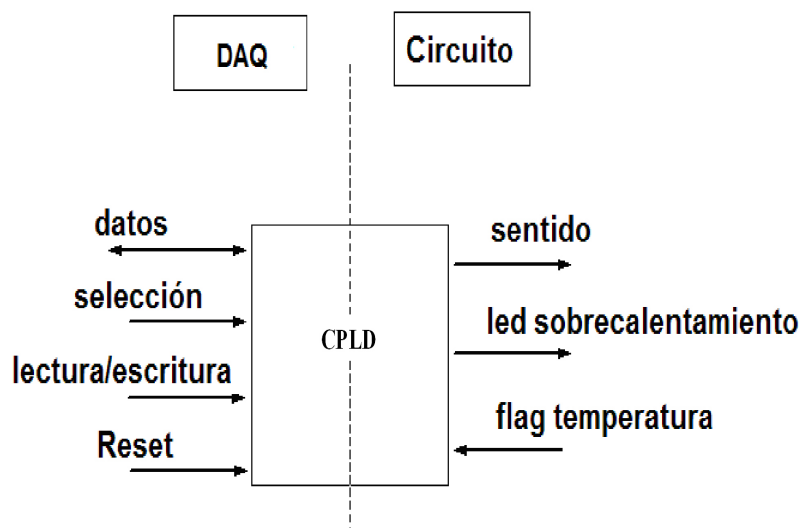 DAQ
Circuito
datos
selección
lectura/escritura
Reset
CPLD
sentido
led sobrecalentamiento
flag temperatura